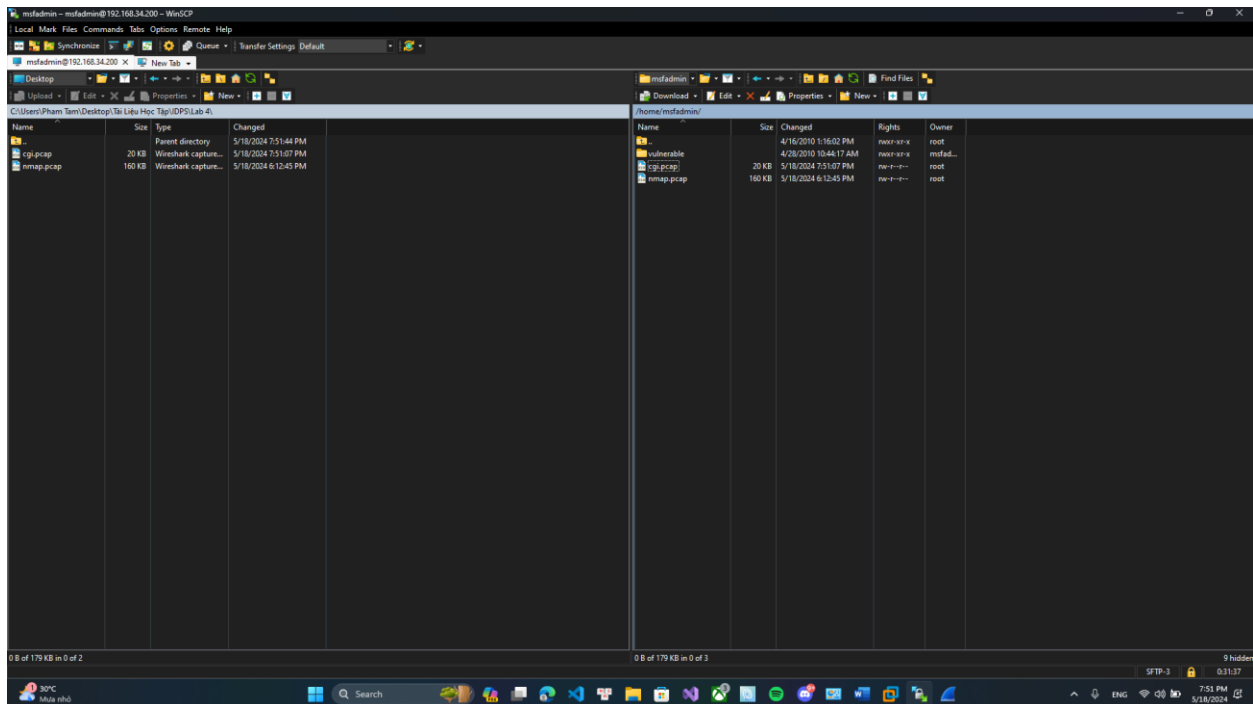 msfadmin – msfadmin@192.168.34.200 – WinSCP
Local Mark Files Commands Tabs Options Remote Help
Synchronize Queue Transfer Settings Default
msfadmin@192.168.34.200 X New Tab
Desktop
msfadmin Find Files
Upload Edit Properties New
Download Edit Properties New
C:\Users\Pham Tam\Desktop\Tài Liệu Học Tập\IDPS\Lab 4\
/home/msfadmin/
Name Size Type Changed
.. Parent directory 5/18/2024 7:51:44 PM
cgi.pcap 20 KB Wireshark capture... 5/18/2024 7:51:07 PM
nmap.pcap 160 KB Wireshark capture... 5/18/2024 6:12:45 PM
Name Size Changed Rights Owner
.. 4/16/2010 1:16:02 PM rwxr-xr-x root
vulnerable 4/28/2010 10:44:17 AM rwxr-xr-x msfad...
cgi.pcap 20 KB 5/18/2024 7:51:07 PM rw-r--r-- root
nmap.pcap 160 KB 5/18/2024 6:12:45 PM rw-r--r-- root
0 B of 179 KB in 0 of 2
0 B of 179 KB in 0 of 3
9 hidden
SFTP-3 0:31:37
1
30°C
Mưa nhỏ
Search
ENG
7:51 PM
5/18/2024